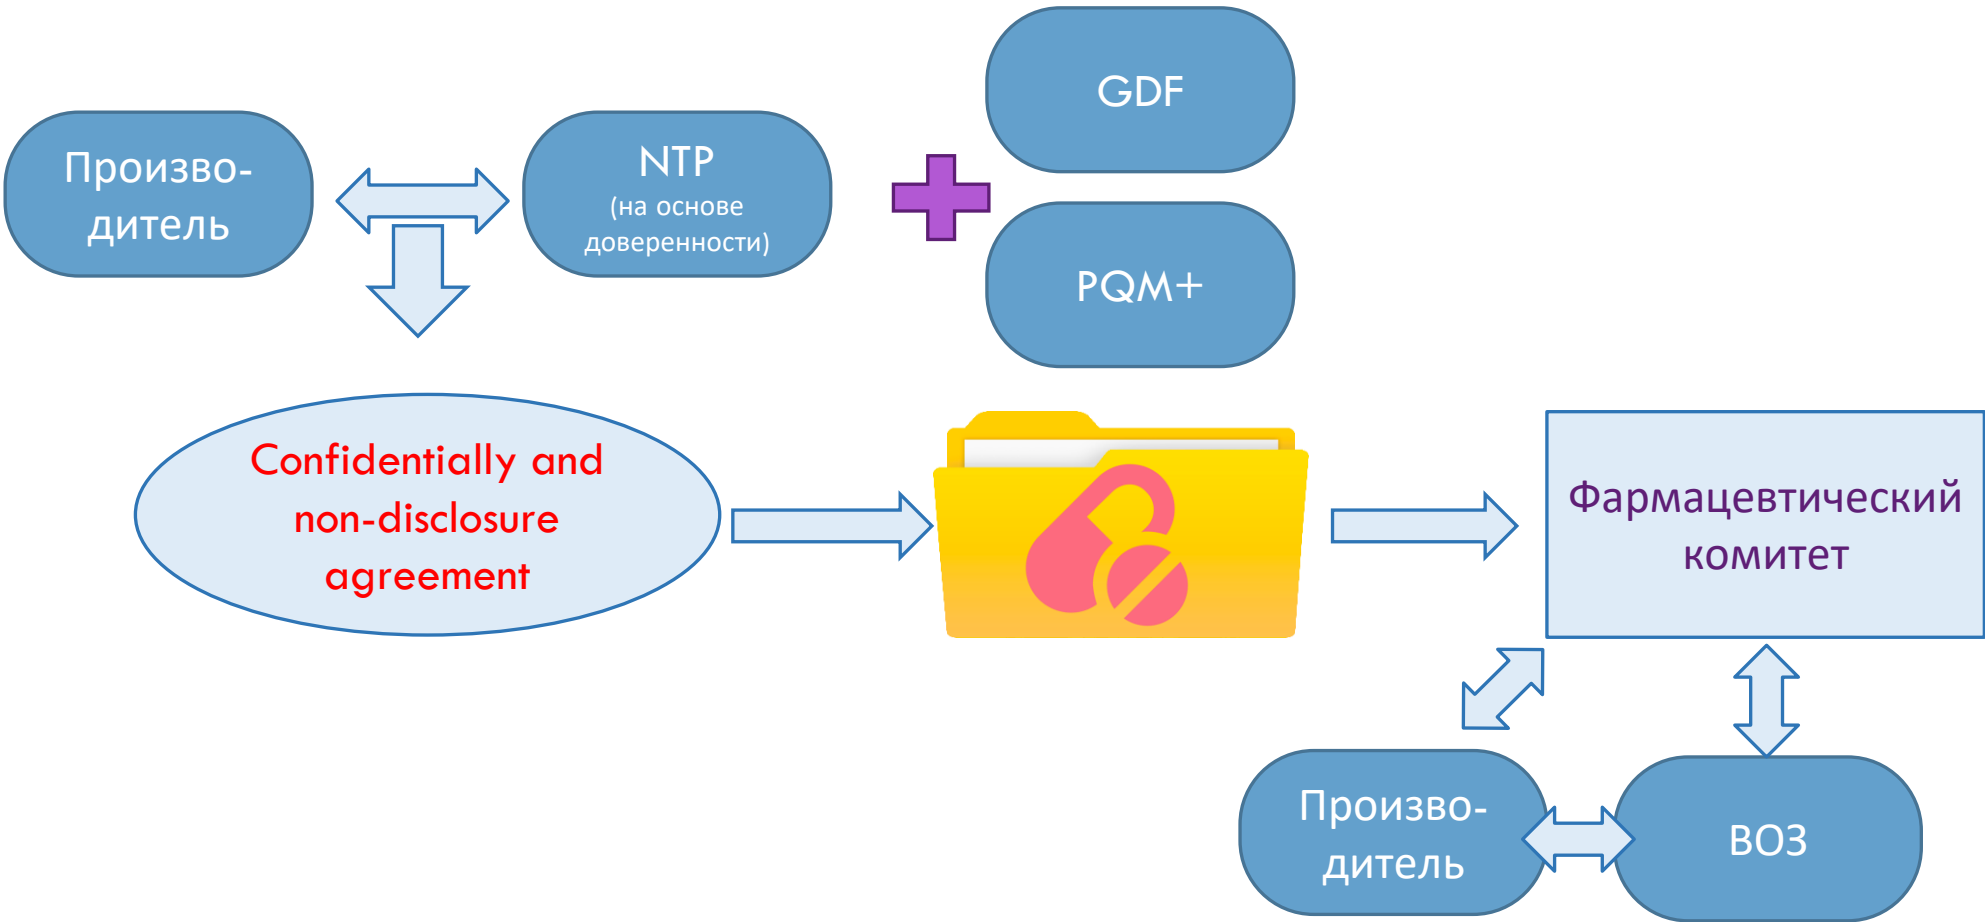 Произво-
дитель
NTP
(на основе
доверенности)
GDF
PQM+
Confidentially and
non-disclosure
agreement
Фармацевтический
комитет
Произво-
дитель
ВОЗ